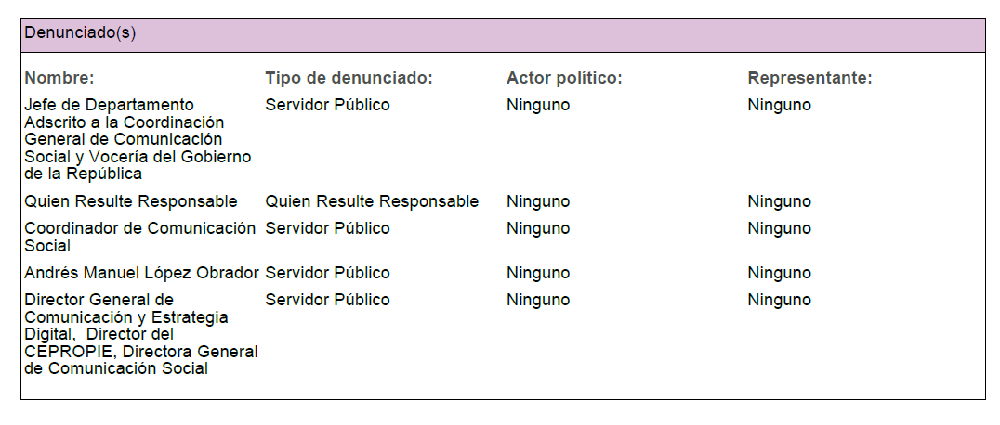 Denunciado(s)
Nombre: Tipo de denunciado: Actor político: Representante:
Jefe de Departamento Servidor Público Ninguno Ninguno
Adscrito a la Coordinación
General de Comunicación
Social y Vocería del Gobierno
de la República
Quien Resulte Responsable Quien Resulte Responsable Ninguno Ninguno
Coordinador de Comunicación Servidor Público Ninguno Ninguno
Social
Andrés Manuel López Obrador Servidor Público Ninguno Ninguno
Director General de Servidor Público Ninguno Ninguno
Comunicación y Estrategia
Digital, Director del
CEPROPIE, Directora General
de Comunicación Social